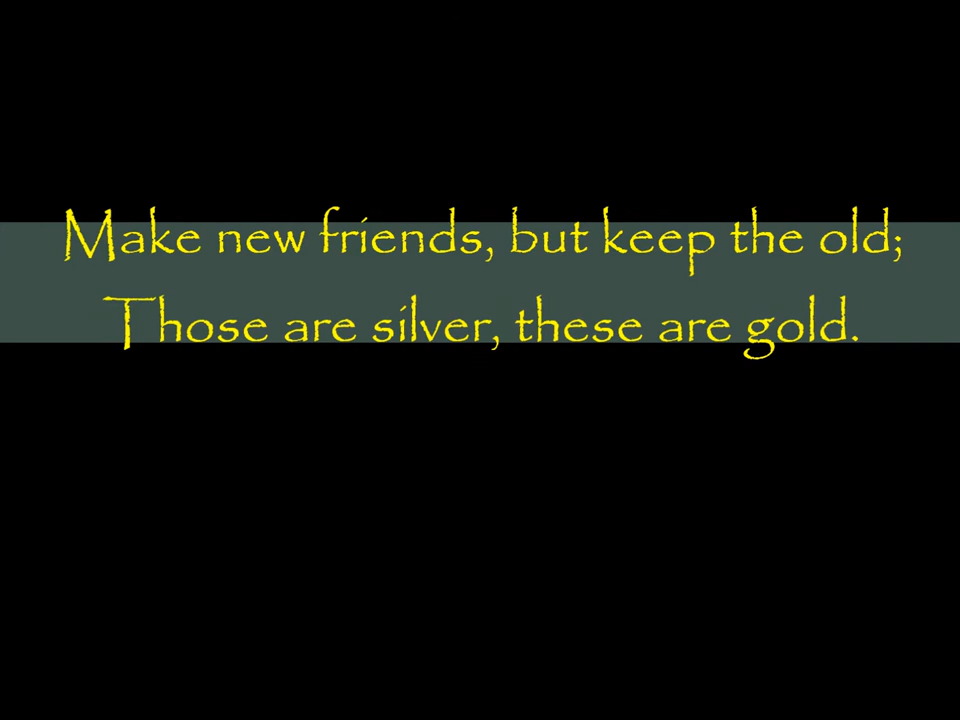 Make new friends, but keep the old;
Those are silver, these are gold.